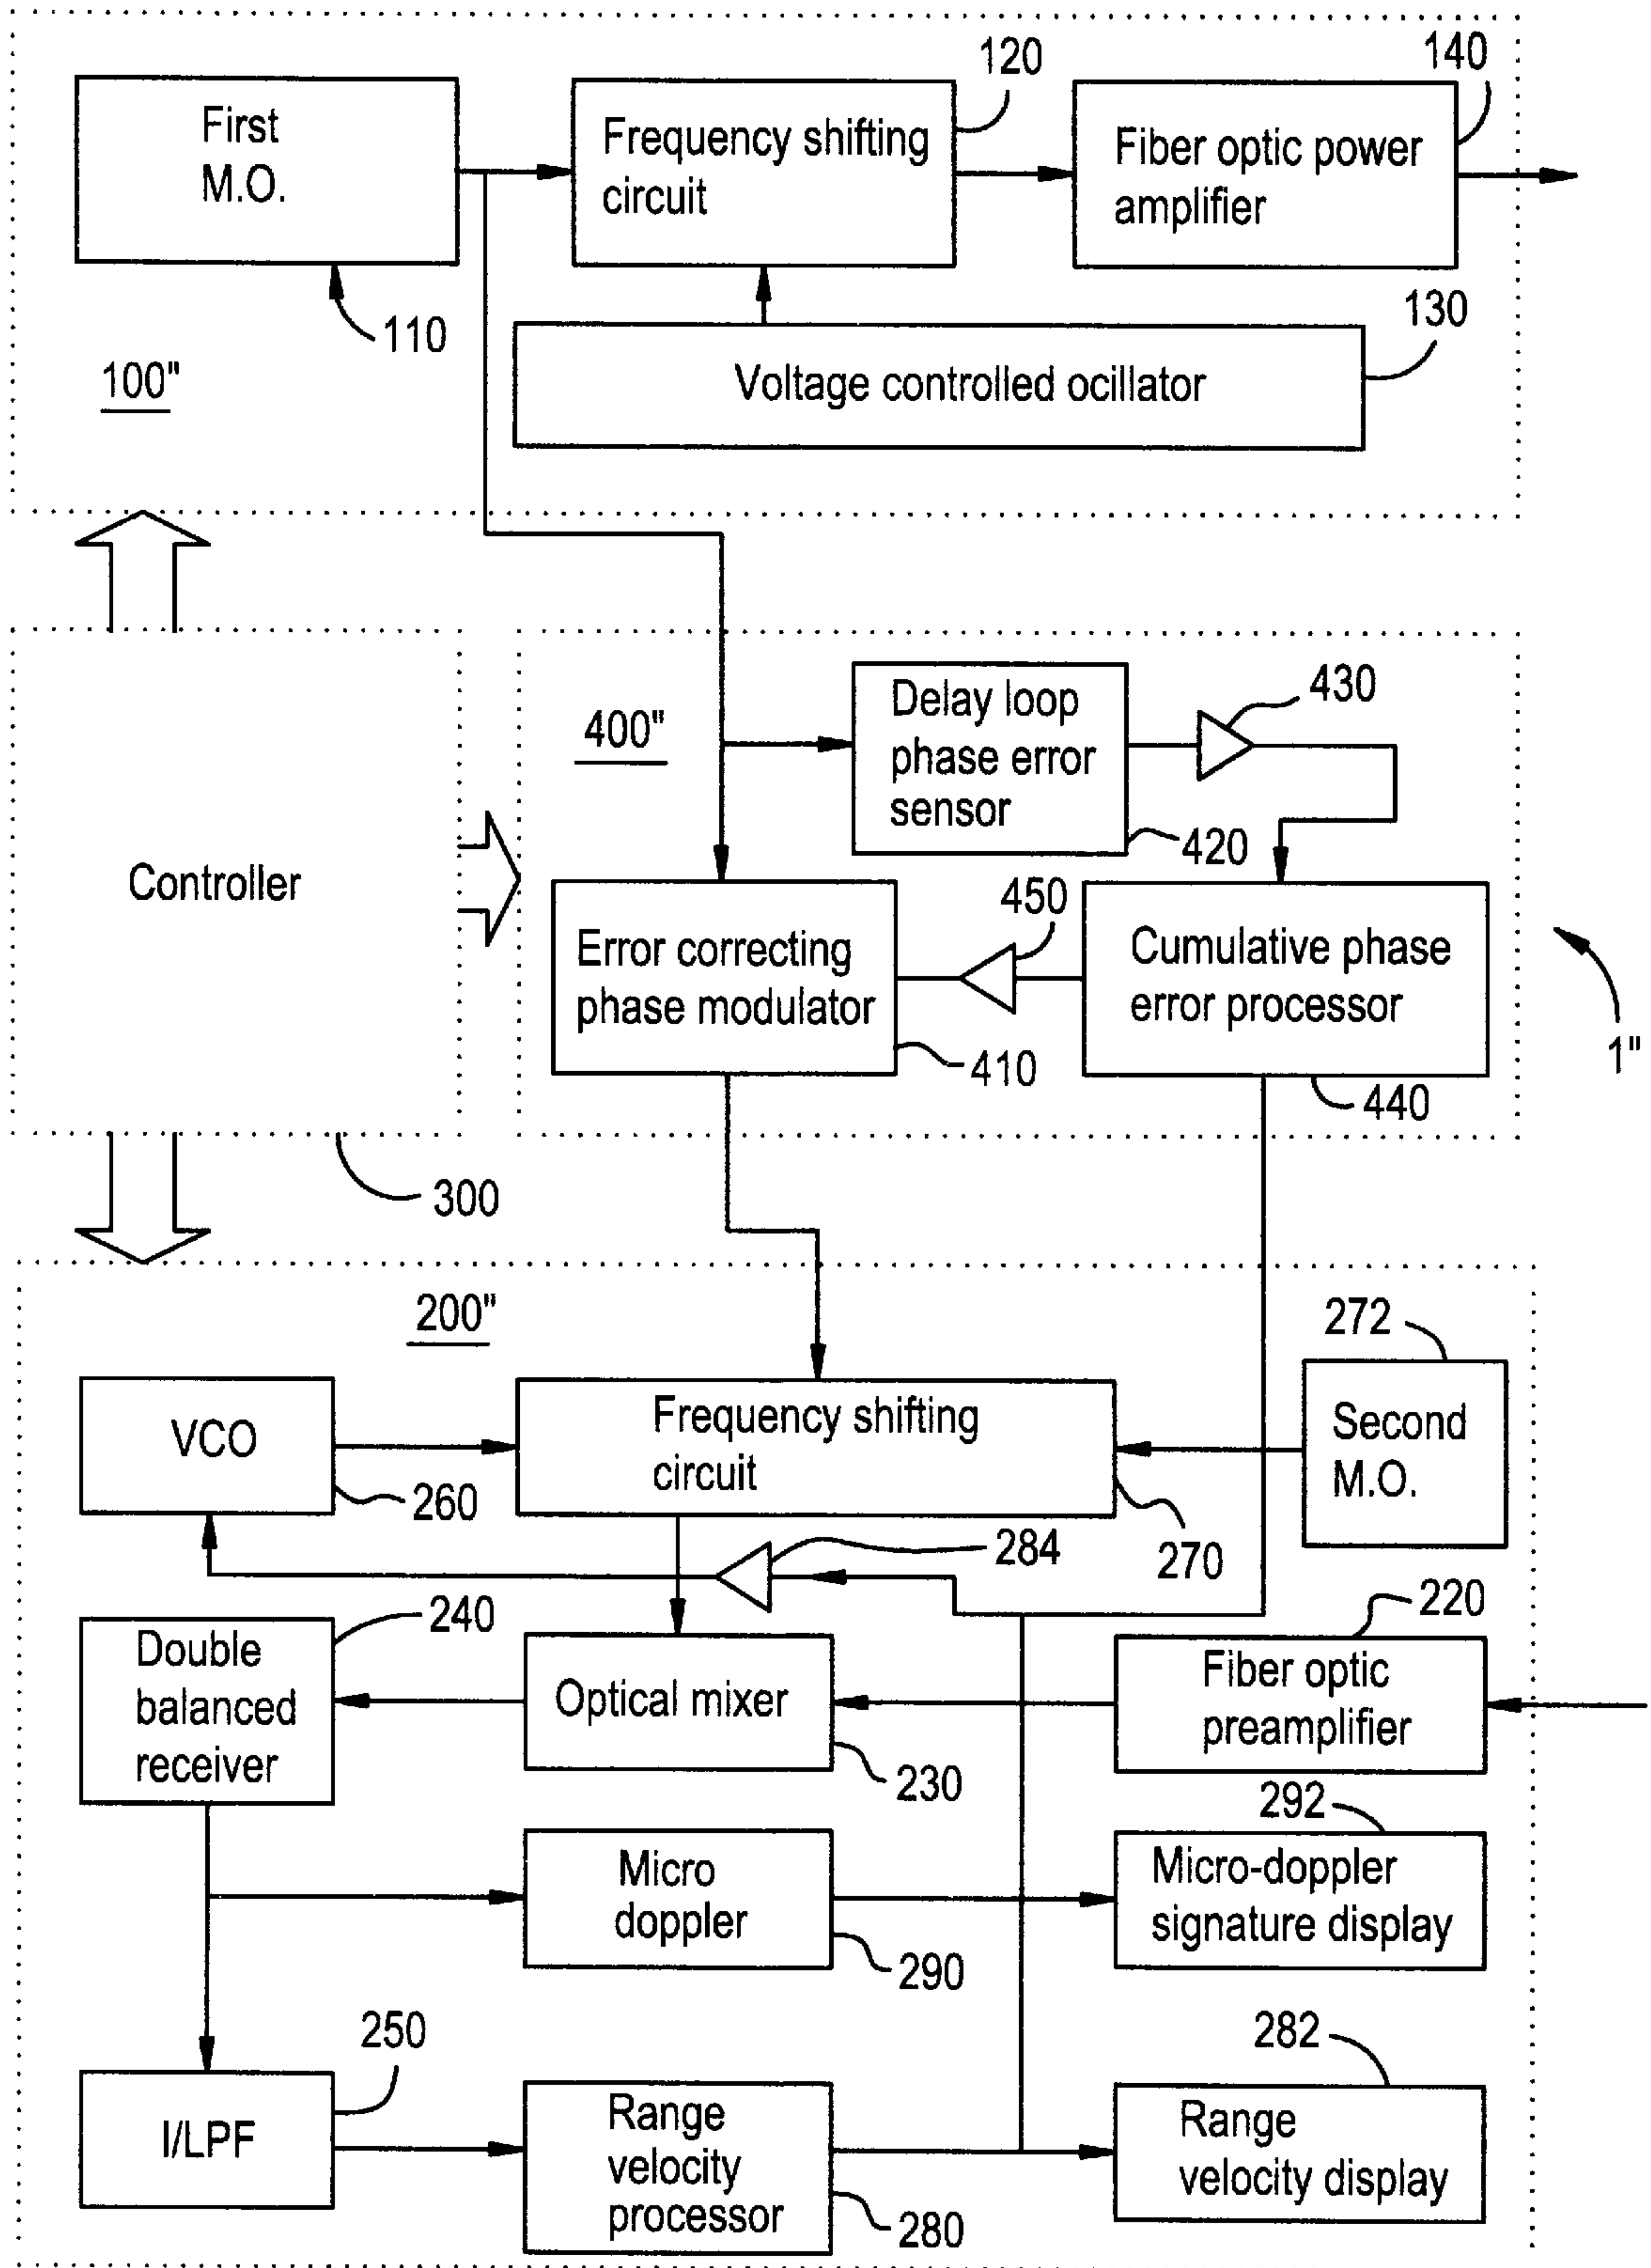 First
M.O.
110
100"
Frequency shifting
circuit
120
Fiber optic power
amplifier
140
Voltage controlled ocillator
130
Controller
300
400"
Delay loop
phase error
sensor
420
430
Error correcting
phase modulator
410
450
Cumulative phase
error processor
440
1"
200"
VCO
260
Frequency shifting
circuit
270
272
Second
M.O.
284
Double
balanced
receiver
240
Optical mixer
230
Fiber optic
preamplifier
220
Micro
doppler
290
Micro-doppler
signature display
292
I/LPF
250
Range
velocity
processor
280
Range
velocity display
282